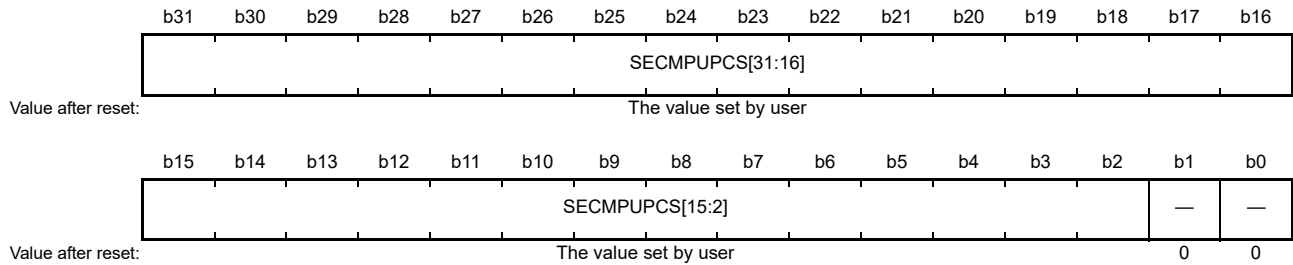 b31 b30 b29 b28 b27 b26 b25 b24 b23 b22 b21 b20 b19 b18 b17 b16
SECMPUPCS[31:16]
Value after reset: The value set by user
b15 b14 b13 b12 b11 b10 b9 b8 b7 b6 b5 b4 b3 b2 b1 b0
SECMPUPCS[15:2] — —
Value after reset: The value set by user 0 0